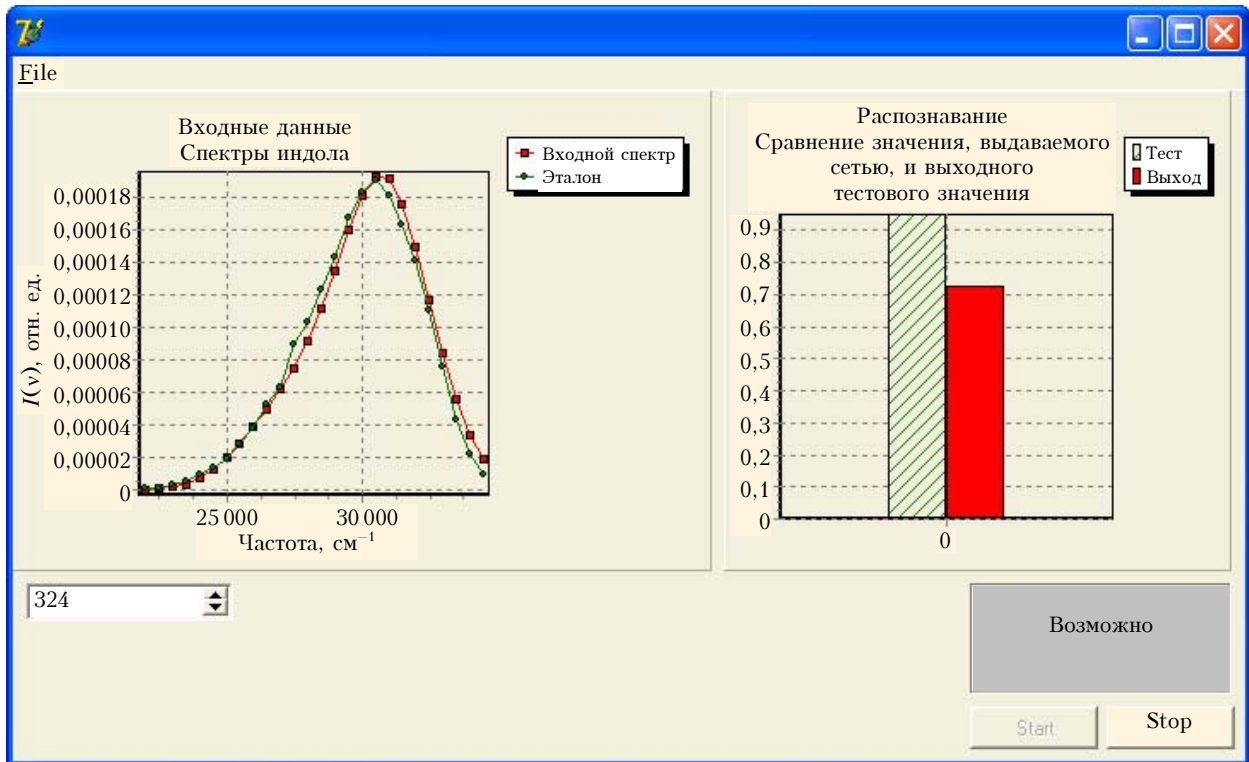 File
Входные данные
Спектры индола
Входной спектр
Эталон
I(ν), отн. ед.
0,00018
0,00016
0,00014
0,00012
0,00010
0,00008
0,00006
0,00004
0,00002
0
25 000 30 000
Частота, см⁻¹
Распознавание
Сравнение значения, выдаваемого
сетью, и выходного
тестового значения
Тест
Выход
0,9
0,8
0,7
0,6
0,5
0,4
0,3
0,2
0,1
0
0
324
Возможно
Start Stop